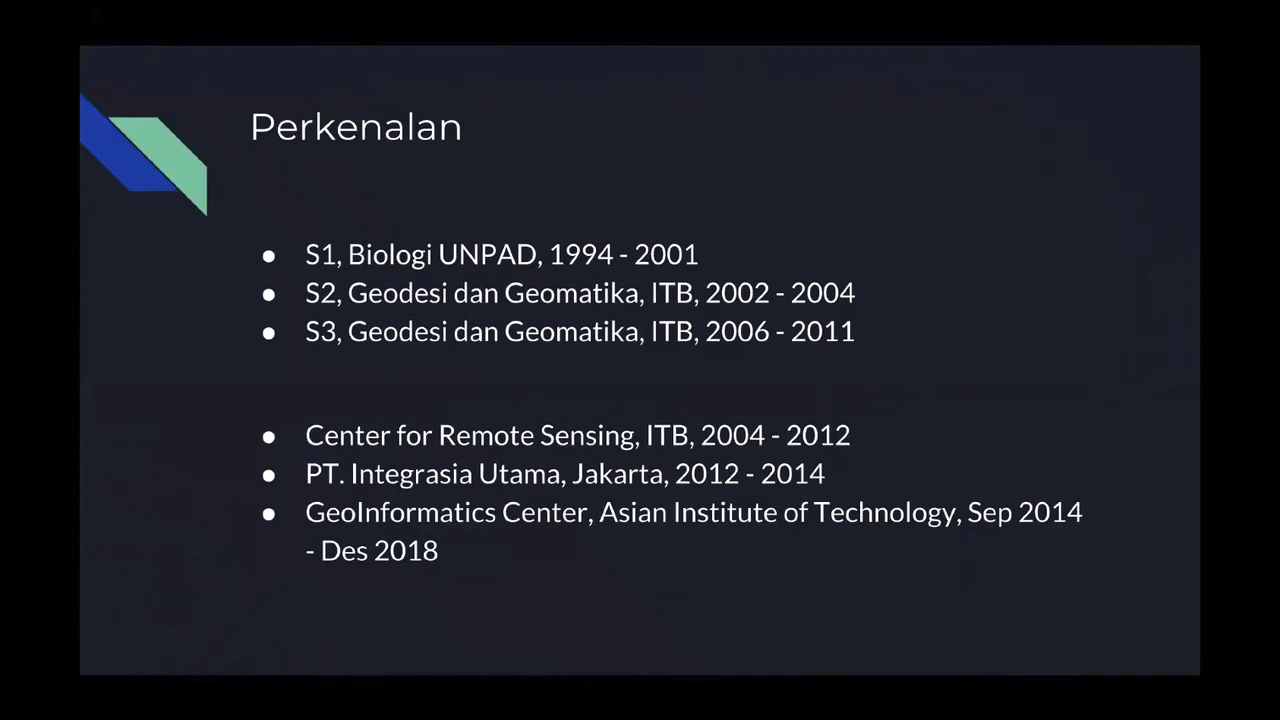 Perkenalan
● S1, Biologi UNPAD, 1994 - 2001
● S2, Geodesi dan Geomatika, ITB, 2002 - 2004
● S3, Geodesi dan Geomatika, ITB, 2006 - 2011
● Center for Remote Sensing, ITB, 2004 - 2012
● PT. Integrasia Utama, Jakarta, 2012 - 2014
● GeoInformatics Center, Asian Institute of Technology, Sep 2014
- Des 2018